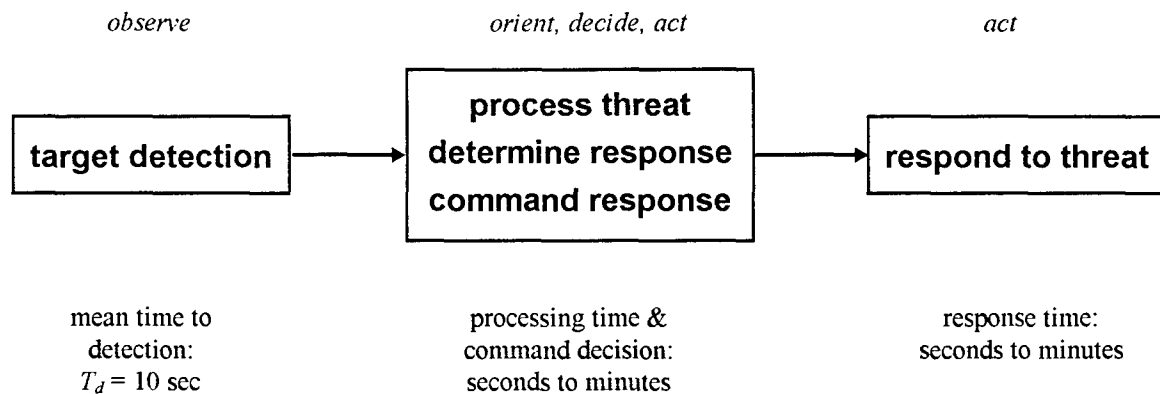 observe
orient, decide, act
act
target detection
process threat
determine response
command response
respond to threat
mean time to
detection:
T_d = 10 sec
processing time &
command decision:
seconds to minutes
response time:
seconds to minutes